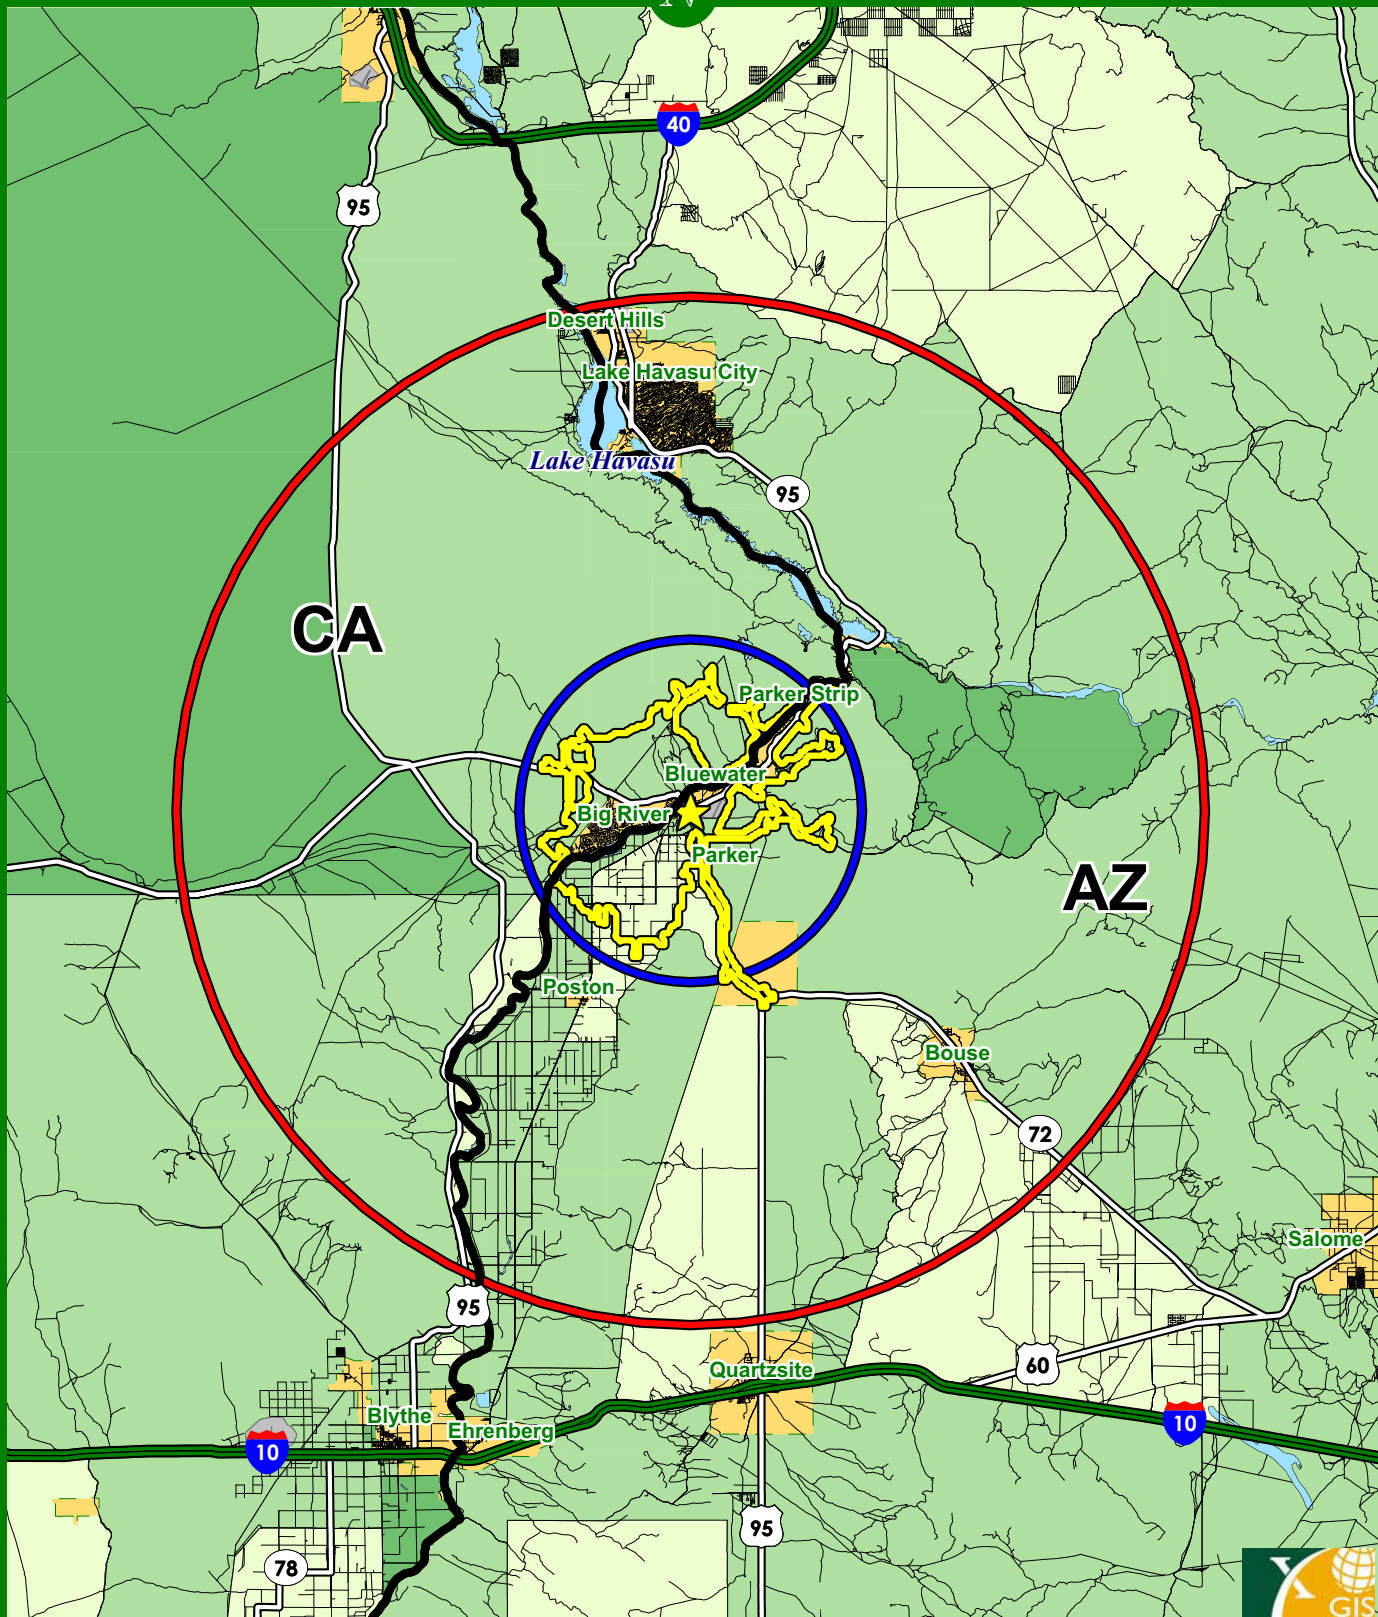 40
95
Desert Hills
Lake Havasu City
Lake Havasu
95
CA
Parker Strip
Bluewater
Big River
Parker
AZ
Poston
Bouse
72
Salome
95
60
Quartzsite
Blythe
Ehrenberg
10
10
95
78
X
GIS